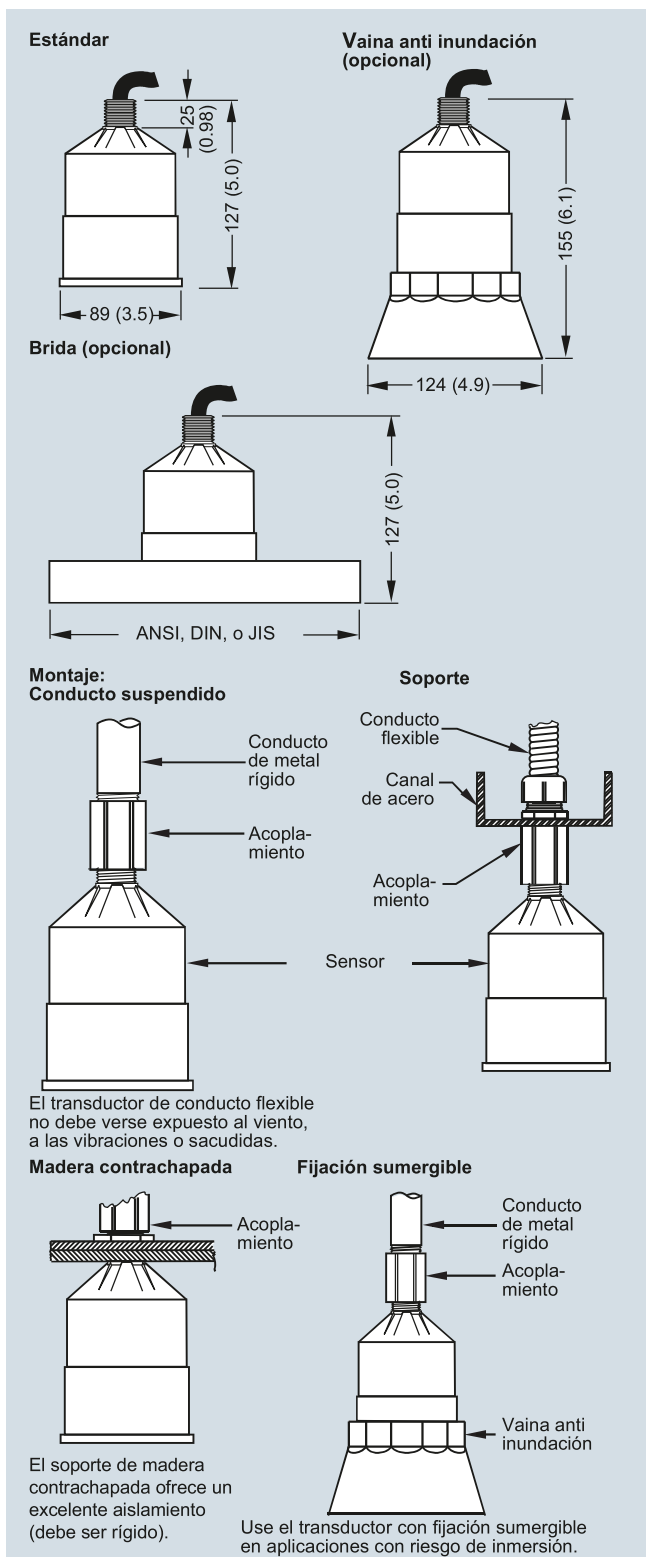 Estándar
25
(0.98)
127 (5.0)
89 (3.5)
Vaina anti inundación
(opcional)
155 (6.1)
124 (4.9)
Brida (opcional)
127 (5.0)
ANSI, DIN, o JIS
Montaje:
Conducto suspendido
Conducto
de metal
rígido
Acopla-
miento
Soporte
Conducto
flexible
Canal
de acero
Acopla-
miento
Sensor
El transductor de conducto flexible
no debe verse expuesto al viento,
a las vibraciones o sacudidas.
Madera contrachapada
Acopla-
miento
El soporte de madera
contrachapada ofrece un
excelente aislamiento
(debe ser rígido).
Fijación sumergible
Conducto
de metal
rígido
Acopla-
miento
Vaina anti
inundación
Use el transductor con fijación sumergible
en aplicaciones con riesgo de inmersión.